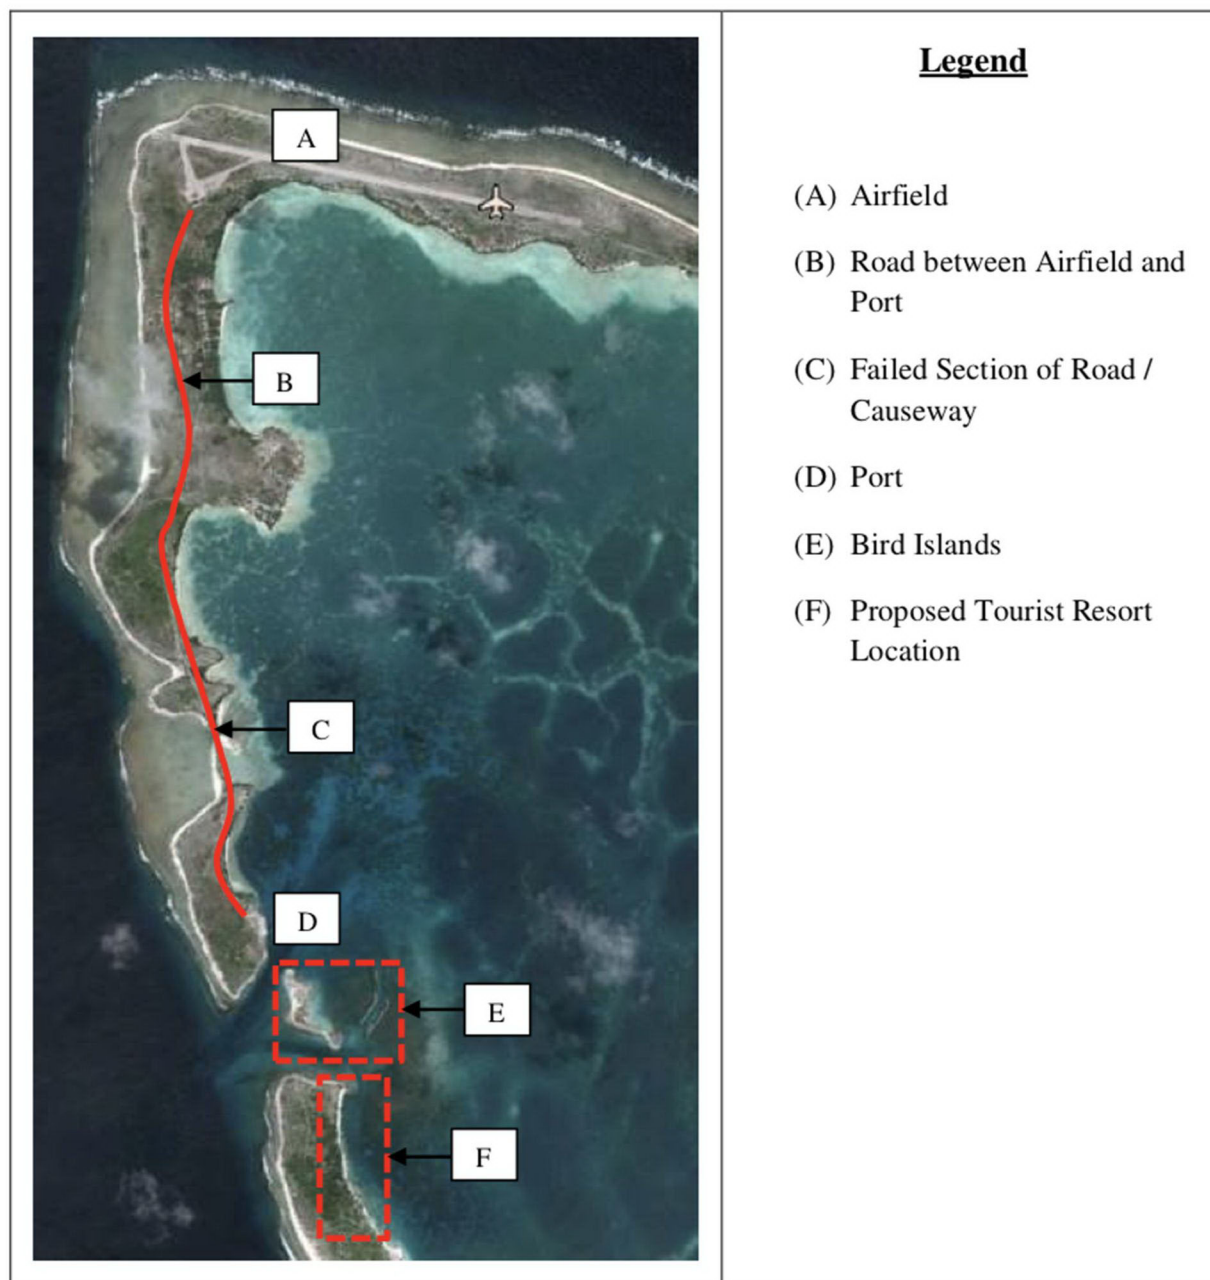 Legend
A
(A) Airfield
(B) Road between Airfield and
Port
B
(C) Failed Section of Road /
Causeway
(D) Port
(E) Bird Islands
(F) Proposed Tourist Resort
Location
C
D
E
F